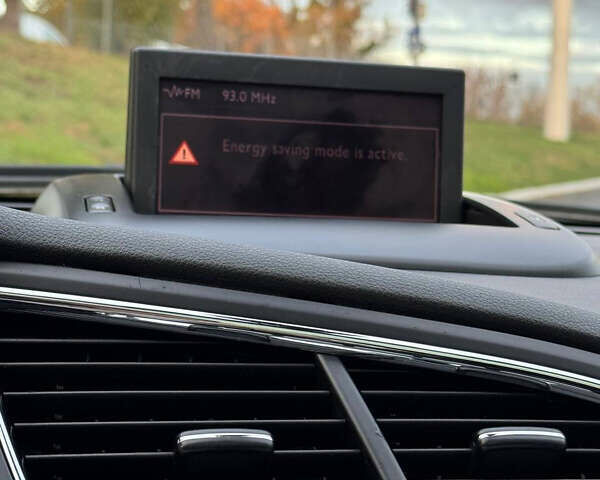 FM 93.0 MHz
Energy saving mode is active.